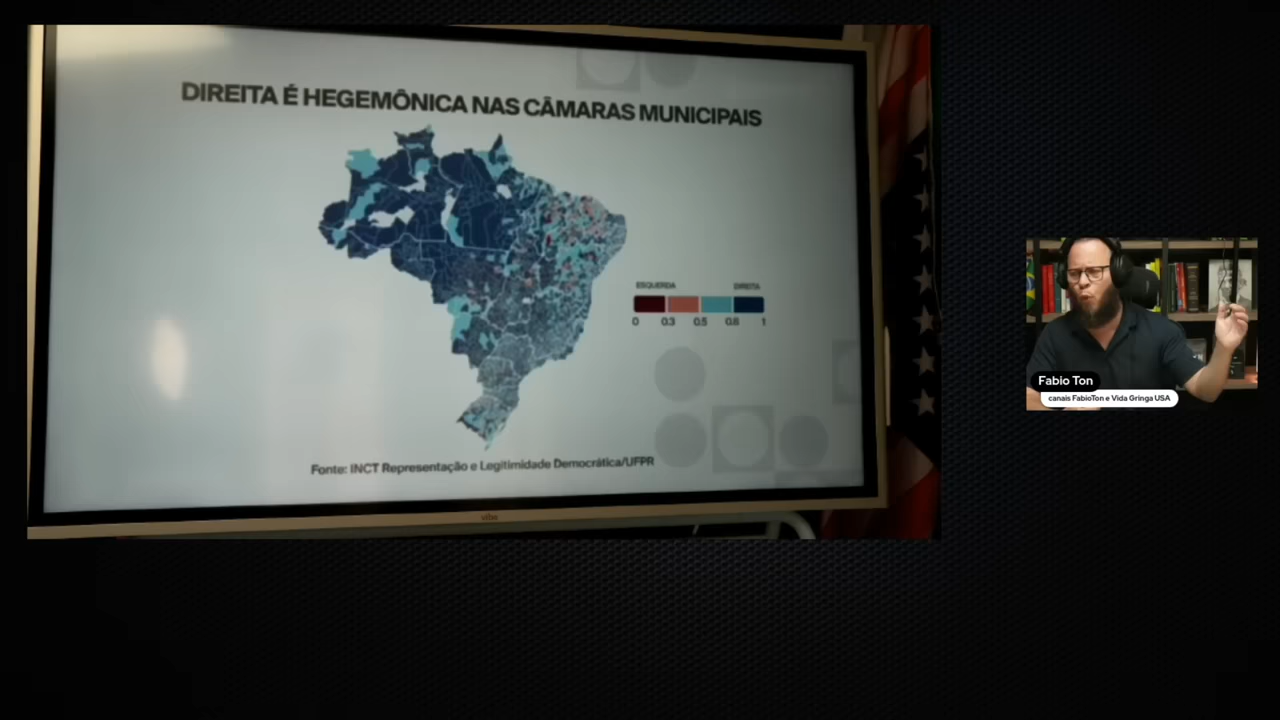 DIREITA É HEGEMÔNICA NAS CÂMARAS MUNICIPAIS
ESQUERDA DIREITA
0 0.3 0.5 0.8 1
Fonte: INCT Representação e Legitimidade Democrática/UFPR
vibe
Fabio Ton
canais FabioTon e Vida Gringa USA